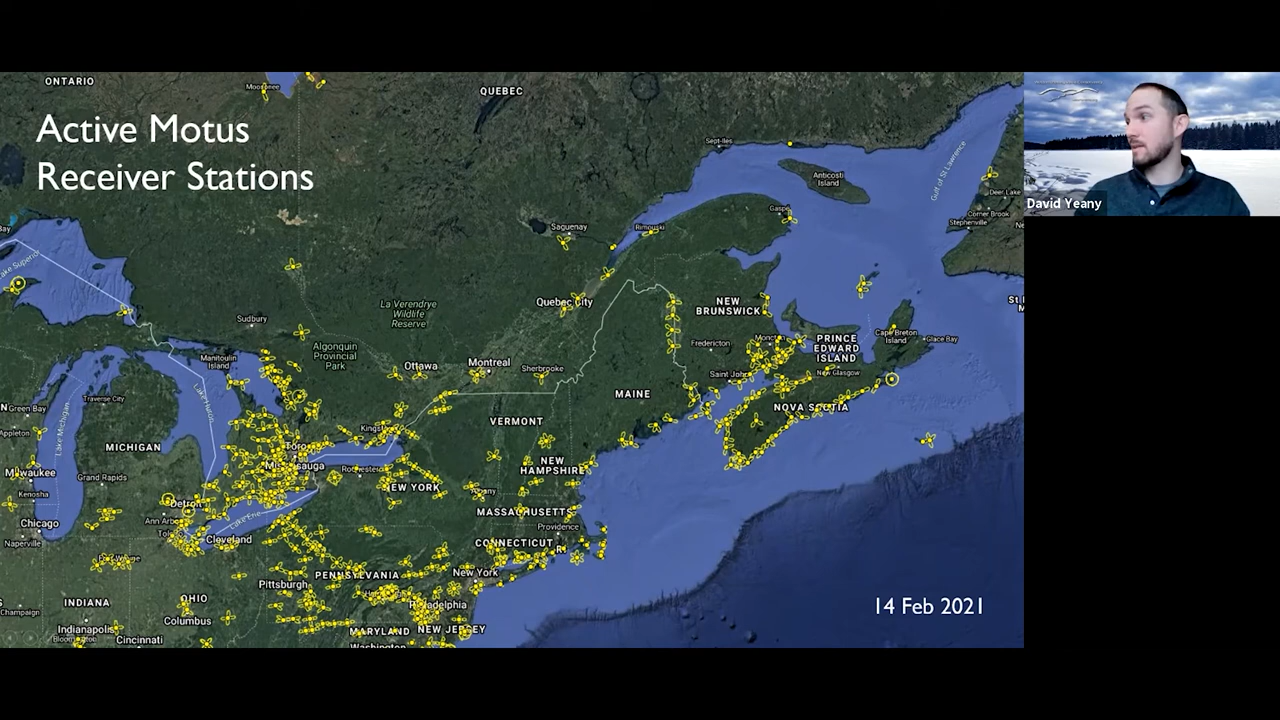 ONTARIO
QUEBEC
Moosonee
Active Motus
Receiver Stations
Sept-Iles
Anticosti
Island
Gulf of St Lawrence
Deer Lake
Corner Brook
Stephenville
David Yeany
Gaspé
Saguenay
Rimouski
Lake Superior
Quebec City
La Verendrye
Wildlife
Reserve
NEW
BRUNSWICK
Sudbury
Algonquin
Provincial
Park
Manitoulin
Island
Ottawa
Montreal
Sherbrooke
Fredericton
Moncton
PRINCE
EDWARD
ISLAND
Cape Breton
Island
Glace Bay
New Glasgow
Saint John
NOVA SCOTIA
MAINE
VERMONT
NEW
HAMPSHIRE
Green Bay
Appleton
Traverse City
Lake Michigan
Lake Huron
MICHIGAN
Grand Rapids
Milwaukee
Kenosha
Chicago
Naperville
Detroit
Ann Arbor
Cleveland
Lake Erie
Mississauga
Rochester
NEW YORK
Albany
MASSACHUSETTS
Providence
CONNECTICUT
RI
New York
PENNSYLVANIA
Pittsburgh
Philadelphia
Fort Wayne
INDIANA
OHIO
Columbus
Champaign
Indianapolis
Cincinnati
MARYLAND
NEW JERSEY
Washington
14 Feb 2021